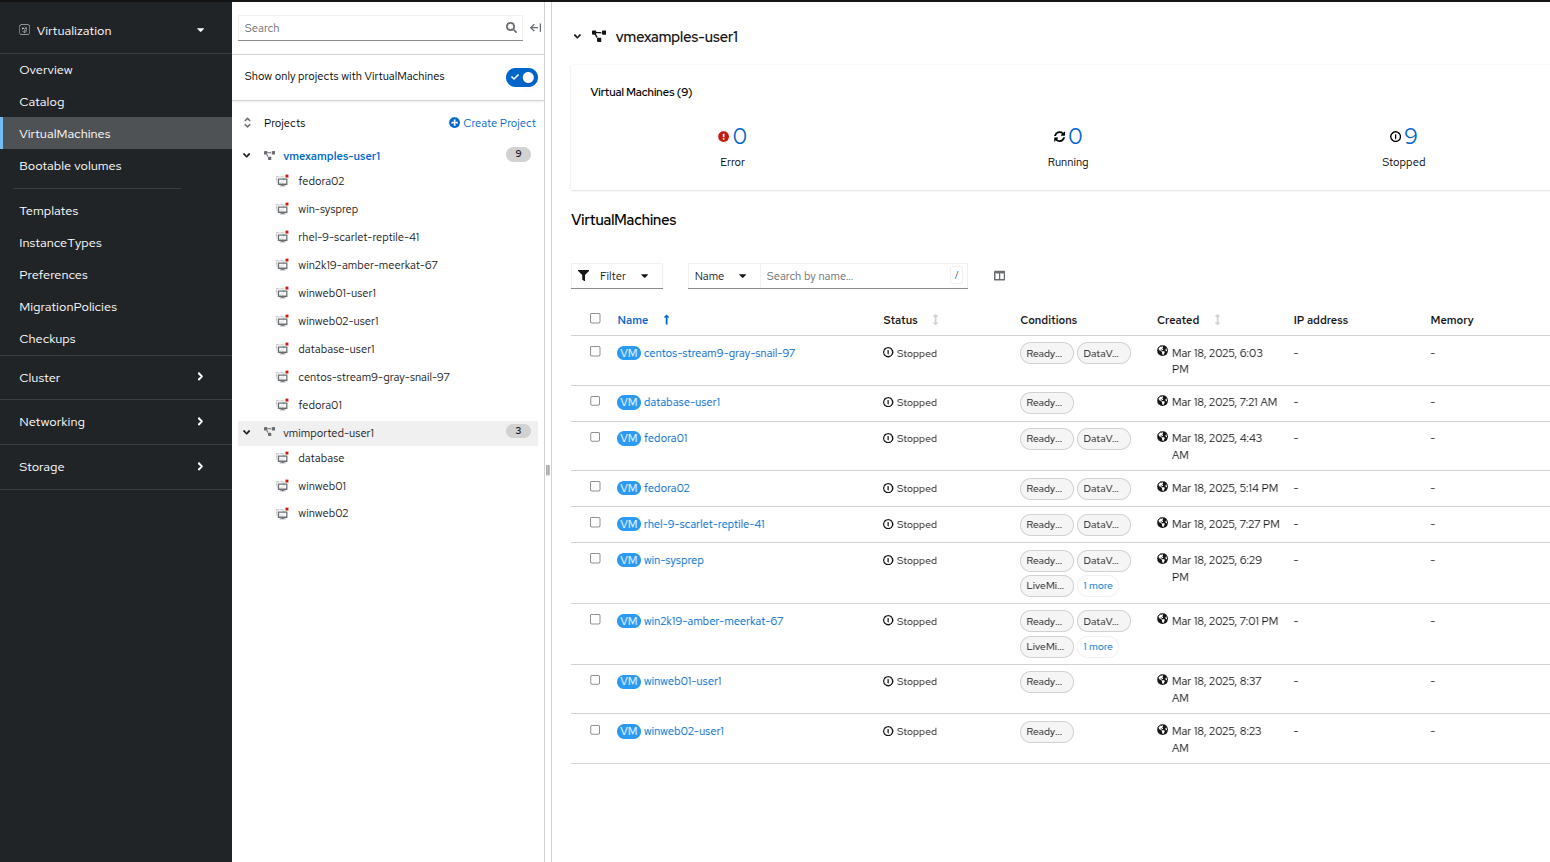 Virtualization
Overview
Catalog
VirtualMachines
Bootable volumes
Templates
InstanceTypes
Preferences
MigrationPolicies
Checkups
Cluster
Networking
Storage
Search
Show only projects with VirtualMachines
Projects Create Project
vmexamples-user1 9
fedora02
win-sysprep
rhel-9-scarlet-reptile-41
win2k19-amber-meerkat-67
winweb01-user1
winweb02-user1
database-user1
centos-stream9-gray-snail-97
fedora01
vmimported-user1 3
database
winweb01
winweb02
vmexamples-user1
Virtual Machines (9)
0 0 9
Error Running Stopped
VirtualMachines
Filter Name Search by name... /
Name Status Conditions Created IP address Memory
VM centos-stream9-gray-snail-97 Stopped Ready... DataV... Mar 18, 2025, 6:03 - -
PM
VM database-user1 Stopped Ready... Mar 18, 2025, 7:21 AM - -
VM fedora01 Stopped Ready... DataV... Mar 18, 2025, 4:43 - -
AM
VM fedora02 Stopped Ready... DataV... Mar 18, 2025, 5:14 PM - -
VM rhel-9-scarlet-reptile-41 Stopped Ready... DataV... Mar 18, 2025, 7:27 PM - -
VM win-sysprep Stopped Ready... DataV... Mar 18, 2025, 6:29 - -
PM
LiveMi... 1 more
VM win2k19-amber-meerkat-67 Stopped Ready... DataV... Mar 18, 2025, 7:01 PM - -
LiveMi... 1 more
VM winweb01-user1 Stopped Ready... Mar 18, 2025, 8:37 - -
AM
VM winweb02-user1 Stopped Ready... Mar 18, 2025, 8:23 - -
AM